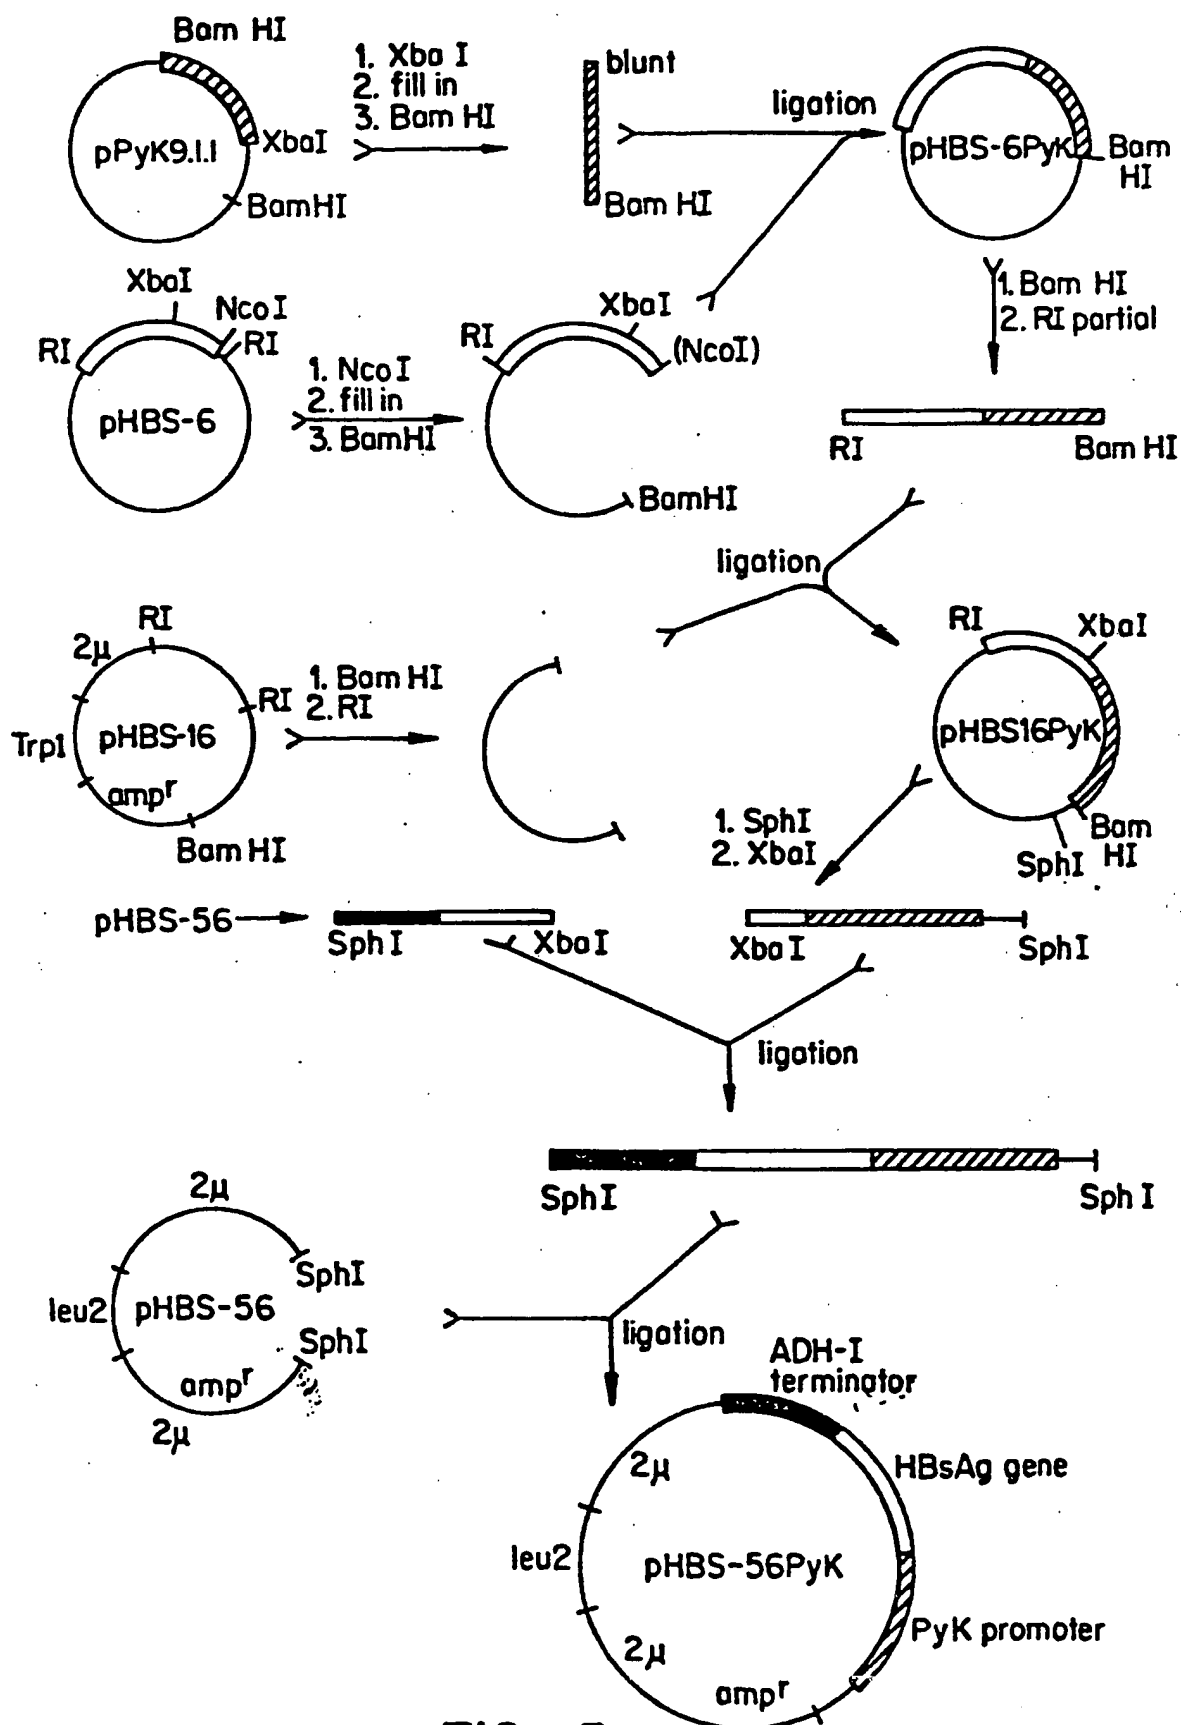 Bam HI
1. Xba I
2. fill in
3. Bam HI
blunt
ligation
pPyK9.1.1
XbaI
BamHI
Bam HI
pHBS-6PyK
Bam
HI
XbaI
NcoI
RI
RI
pHBS-6
1. NcoI
2. fill in
3. BamHI
XbaI
RI
(NcoI)
BamHI
1. Bam HI
2. RI partial
RI
Bam HI
ligation
RI
2μ
RI
Trp1
pHBS-16
ampr
Bam HI
1. Bam HI
2. RI
RI
XbaI
pHBS16PyK
Bam
HI
SphI
1. SphI
2. XbaI
pHBS-56
SphI
XbaI
XbaI
SphI
ligation
SphI
SphI
2μ
SphI
leu2
pHBS-56
SphI
ampr
2μ
ligation
ADH-I
terminator
2μ
HBsAg gene
leu2
pHBS-56PyK
PyK promoter
2μ
ampr